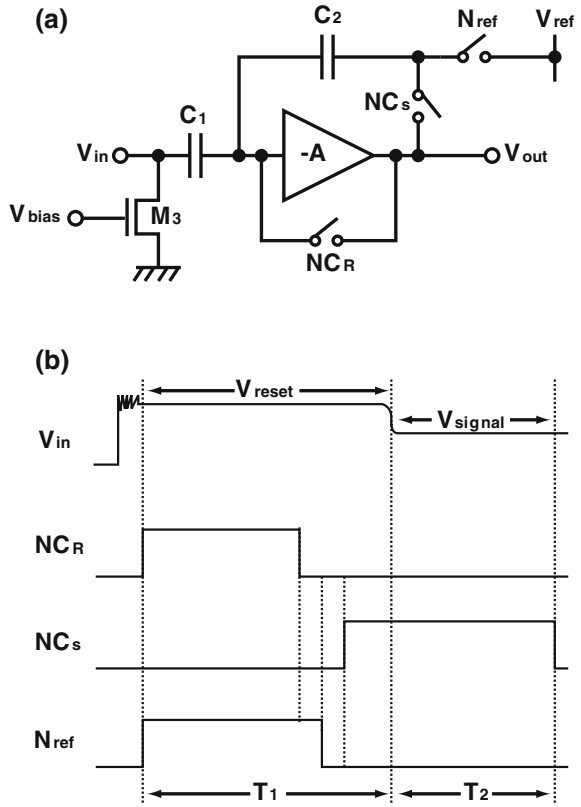 (a)
C2
Nref
Vref
NCs
C1
Vin
-A
Vout
Vbias
M3
NCR
(b)
Vreset
Vin
Vsignal
NCR
NCs
Nref
T1
T2